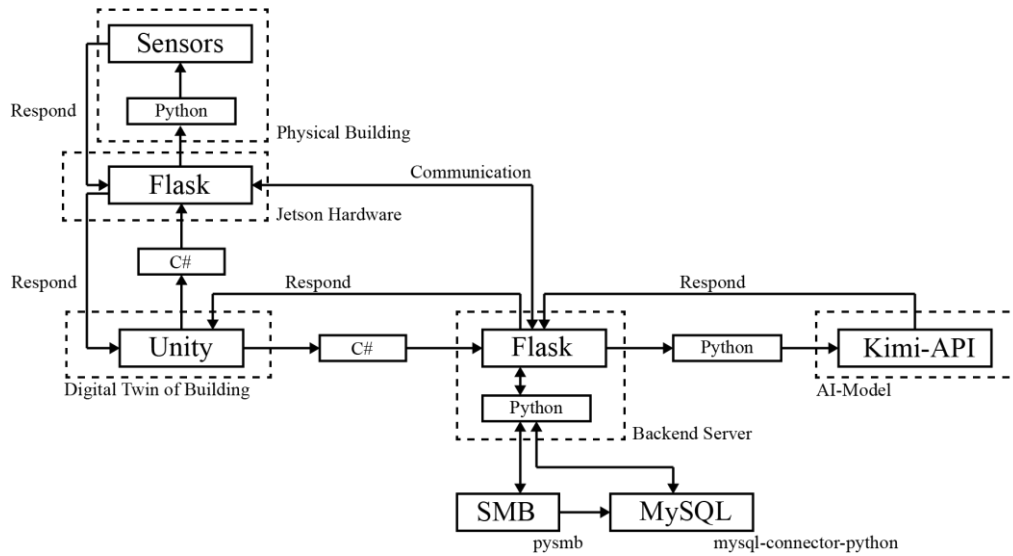 Sensors
Respond
Python
Physical Building
Communication
Flask
Jetson Hardware
C#
Respond
Respond
Respond
Unity
C#
Flask
Python
Kimi-API
Digital Twin of Building
AI-Model
Python
Backend Server
SMB
MySQL
pysmb
mysql-connector-python